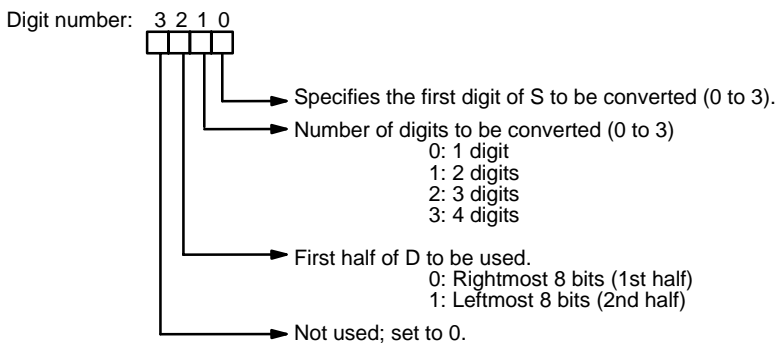 Digit number: 3 2 1 0
Specifies the first digit of S to be converted (0 to 3).
Number of digits to be converted (0 to 3)
0: 1 digit
1: 2 digits
2: 3 digits
3: 4 digits
First half of D to be used.
0: Rightmost 8 bits (1st half)
1: Leftmost 8 bits (2nd half)
Not used; set to 0.